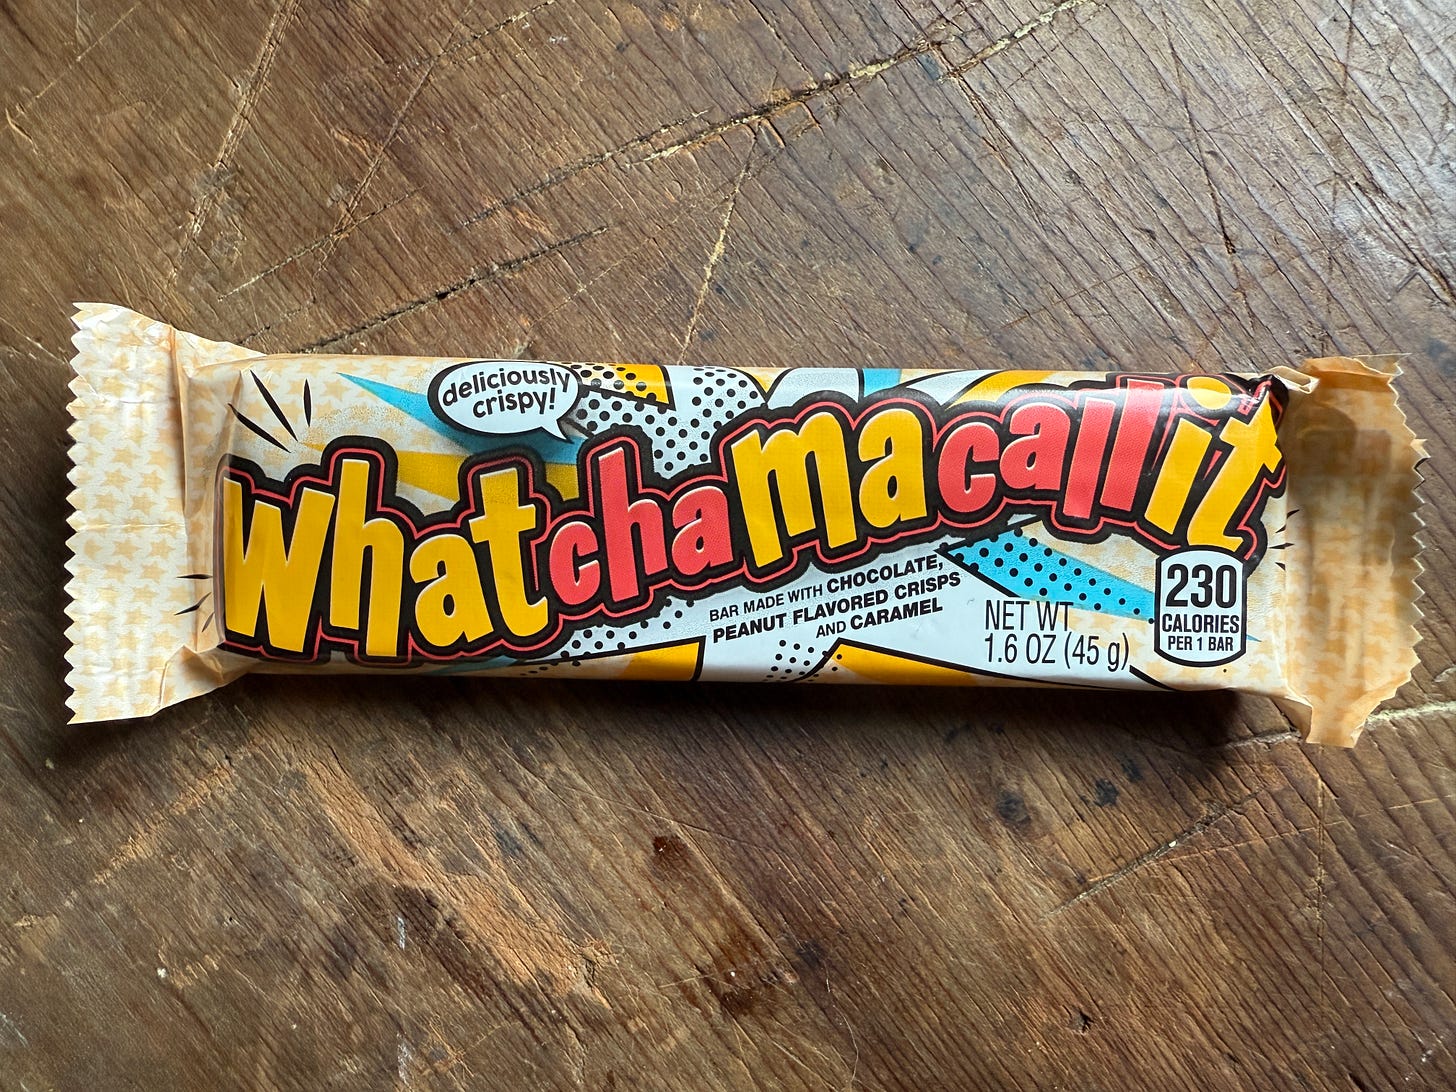 deliciously
crispy!
whatchamacallit
BAR MADE WITH CHOCOLATE,
PEANUT FLAVORED CRISPS
AND CARAMEL
NET WT
1.6 OZ (45 g)
230
CALORIES
PER 1 BAR